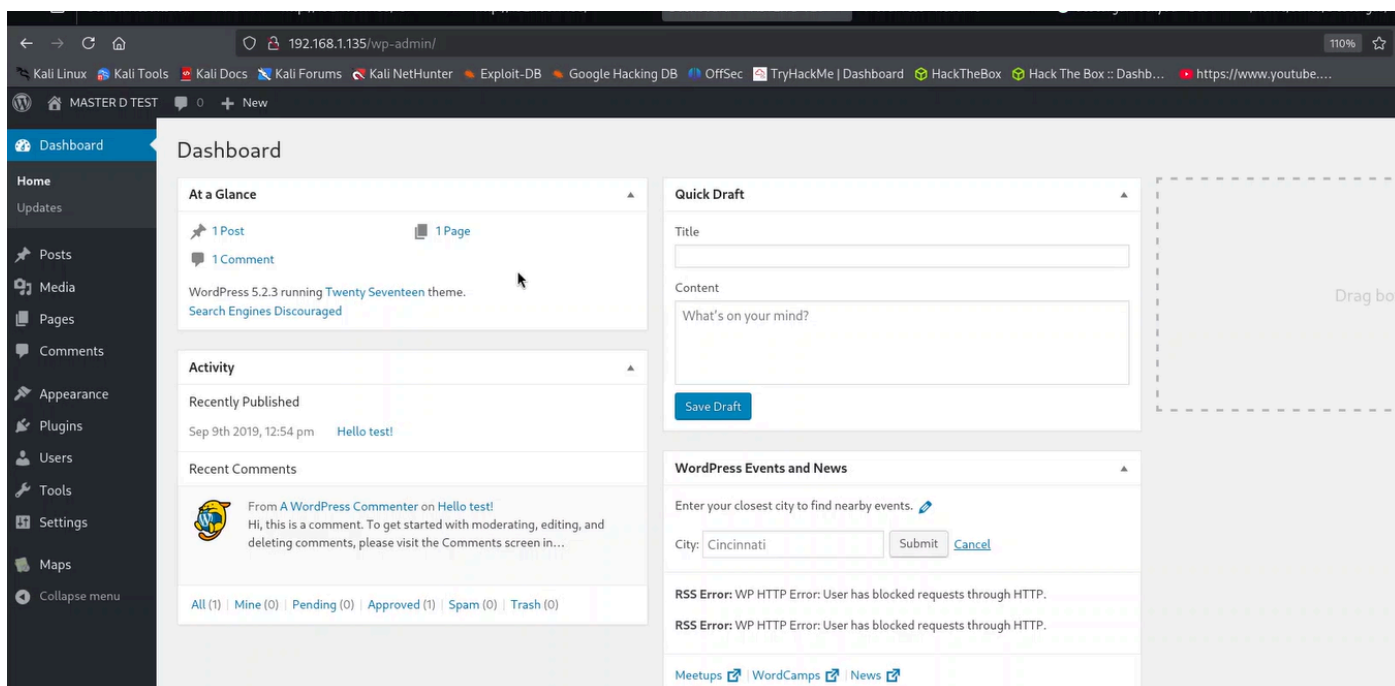 192.168.1.135/wp-admin/
110%
Kali Linux Kali Tools Kali Docs Kali Forums Kali NetHunter Exploit-DB Google Hacking DB OffSec TryHackMe | Dashboard HackTheBox Hack The Box :: Dashb... https://www.youtube....
MASTER D TEST 0 + New
Dashboard
Home
Updates
Posts
Media
Pages
Comments
Appearance
Plugins
Users
Tools
Settings
Maps
Collapse menu
Dashboard
At a Glance
1 Post 1 Page
1 Comment
WordPress 5.2.3 running Twenty Seventeen theme.
Search Engines Discouraged
Activity
Recently Published
Sep 9th 2019, 12:54 pm Hello test!
Recent Comments
From A WordPress Commenter on Hello test!
Hi, this is a comment. To get started with moderating, editing, and
deleting comments, please visit the Comments screen in…
All (1) | Mine (0) | Pending (0) | Approved (1) | Spam (0) | Trash (0)
Quick Draft
Title
Content
What's on your mind?
Save Draft
WordPress Events and News
Enter your closest city to find nearby events.
City: Cincinnati Submit Cancel
RSS Error: WP HTTP Error: User has blocked requests through HTTP.
RSS Error: WP HTTP Error: User has blocked requests through HTTP.
Meetups | WordCamps | News
Drag bo